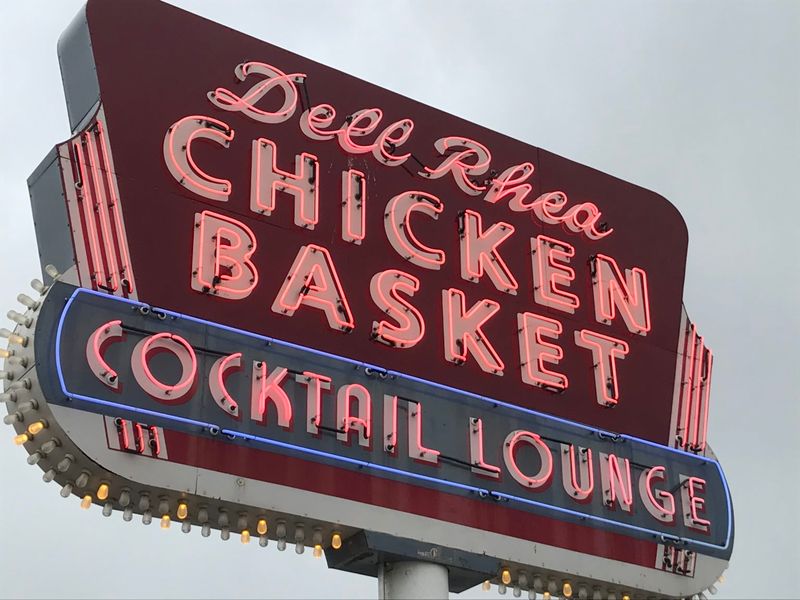 Dell Rhea
CHICKEN
BASKET
COCKTAIL LOUNGE